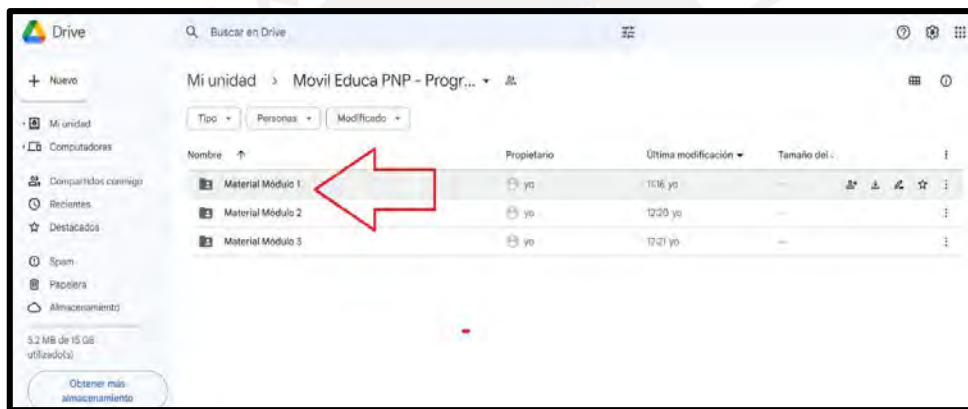 Drive
Buscar en Drive
Nuevo
Mi unidad > Movil Educa PNP - Progr...
Tipo Personas Modificado
Mi unidad
Computadoras
Compartidos conmigo
Recientes
Destacados
Spam
Papelera
Almacenamiento
5.2 MB de 15 GB
utilizado(s)
Obtener más
almacenamiento
Nombre Propietario Última modificación Tamaño del
Material Módulo 1 yo 11:16 yo
Material Módulo 2 yo 12:20 yo
Material Módulo 3 yo 12:21 yo